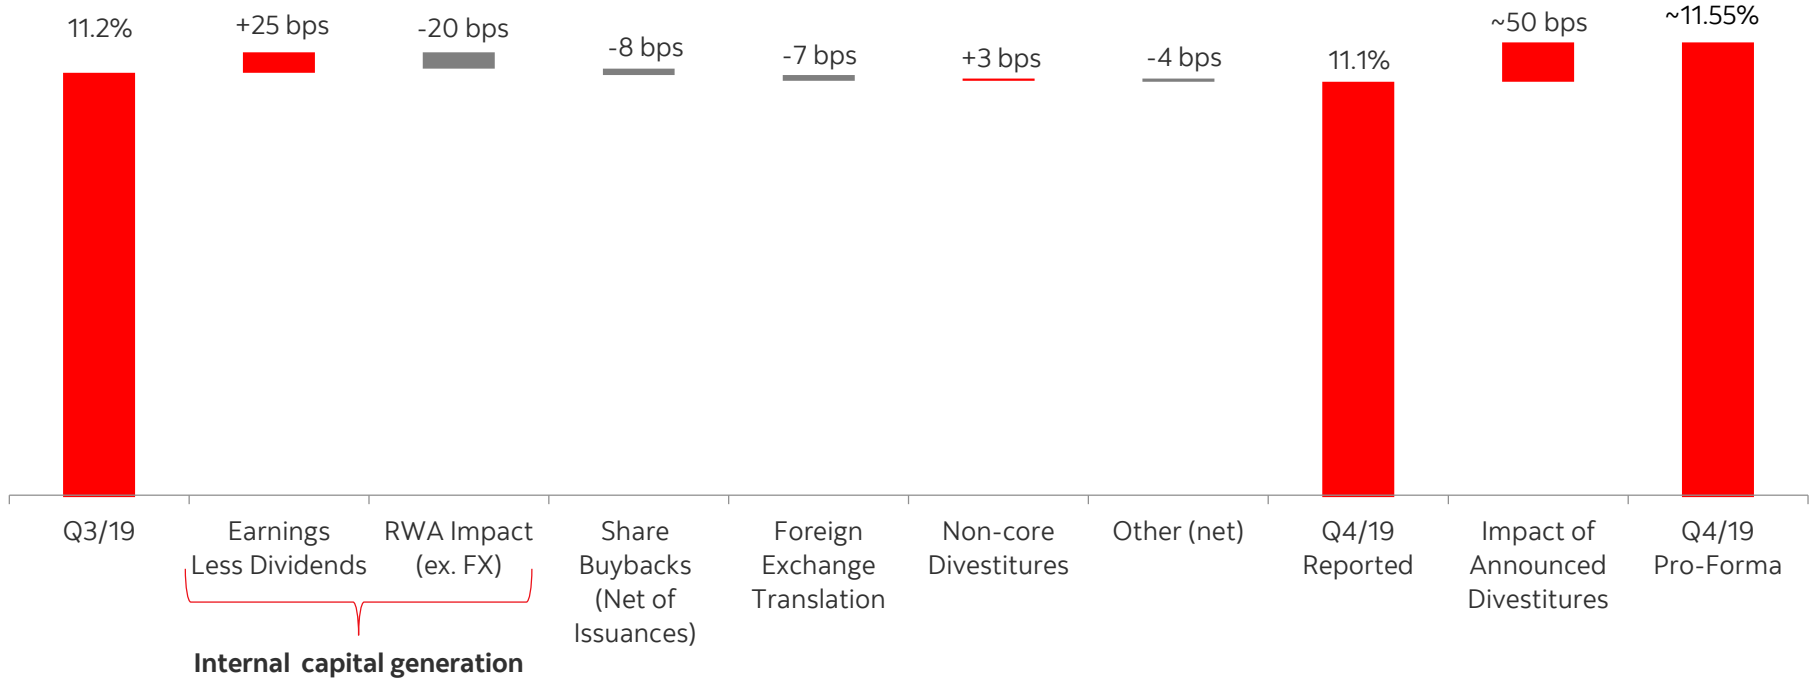 11.2%
+25 bps
-20 bps
-8 bps
-7 bps
+3 bps
-4 bps
11.1%
~50 bps
~11.55%
Q3/19
Earnings
Less Dividends
RWA Impact
(ex. FX)
Share
Buybacks
(Net of
Issuances)
Foreign
Exchange
Translation
Non-core
Divestitures
Other (net)
Q4/19
Reported
Impact of
Announced
Divestitures
Q4/19
Pro-Forma
Internal capital generation